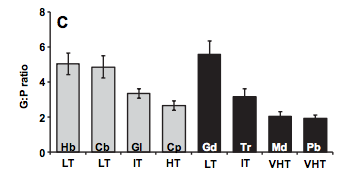 C
8
6
4
2
0
G:P ratio
Hb Cb Gl Cp Gd Tr Md Pb
LT LT IT HT LT IT VHT VHT